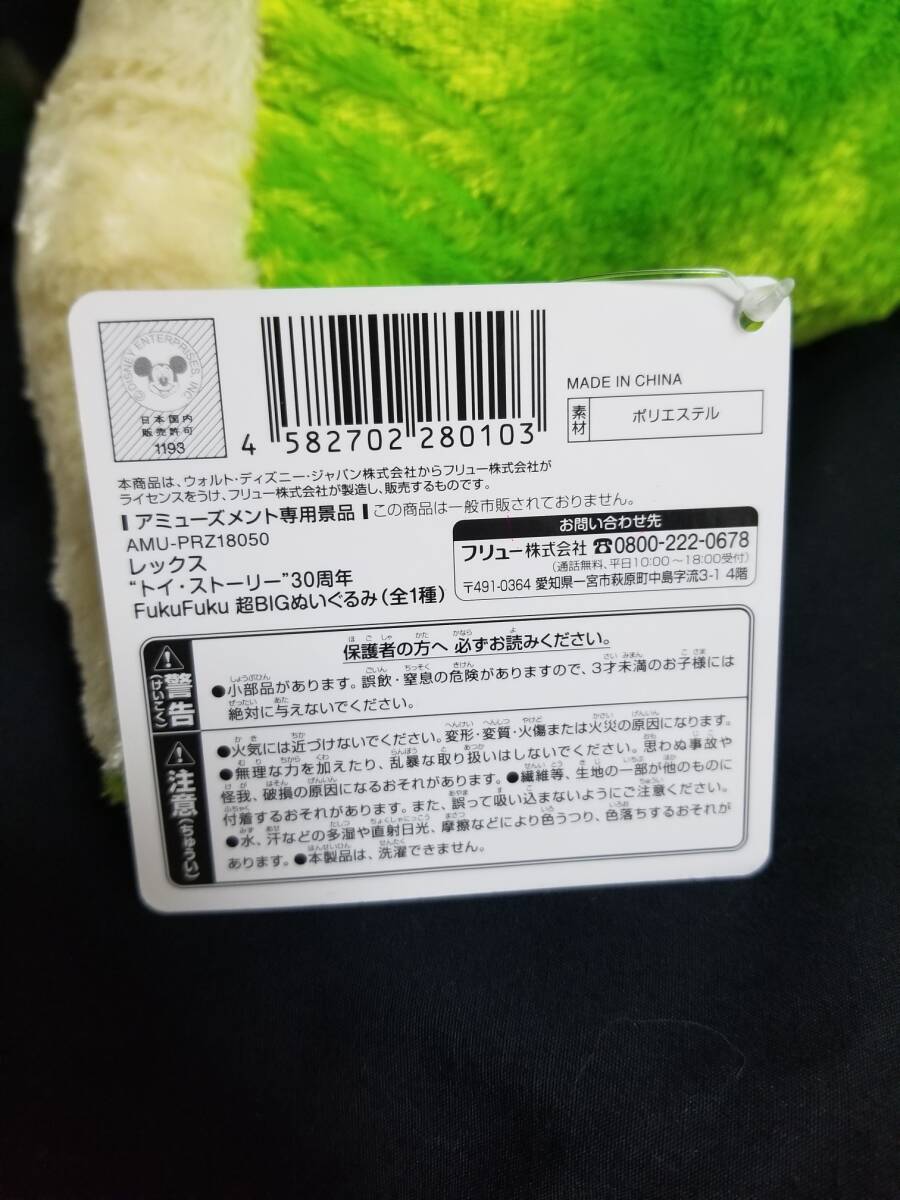 ©DISNEY ENTERPRISES, INC.
日本国内
販売許可
1193
4 582702 280103
MADE IN CHINA
素材 ポリエステル
本商品は、ウォルト・ディズニー・ジャパン株式会社からフリュー株式会社が
ライセンスをうけ、フリュー株式会社が製造し、販売するものです。
アミューズメント専用景品 この商品は一般市販されておりません。
AMU-PRZ18050
レックス
"トイ・ストーリー"30周年
FukuFuku 超BIGぬいぐるみ(全1種)
お問い合わせ先
フリュー株式会社 ☎0800-222-0678
(通話無料、平日10:00~18:00受付)
〒491-0364 愛知県一宮市萩原町中島字流3-1 4階
保護者の方へ 必ずお読みください。
警告(けいこく)
●小部品があります。誤飲・窒息の危険がありますので、3才未満のお子様には
絶対に与えないでください。
注意(ちゅうい)
●火気には近づけないでください。変形・変質・火傷または火災の原因になります。
●無理な力を加えたり、乱暴な取り扱いはしないでください。思わぬ事故や
怪我、破損の原因になるおそれがあります。●繊維等、生地の一部が他のものに
付着するおそれがあります。また、誤って吸い込まないようにご注意ください。
●水、汗などの多湿や直射日光、摩擦などにより色うつり、色落ちするおそれが
あります。●本製品は、洗濯できません。